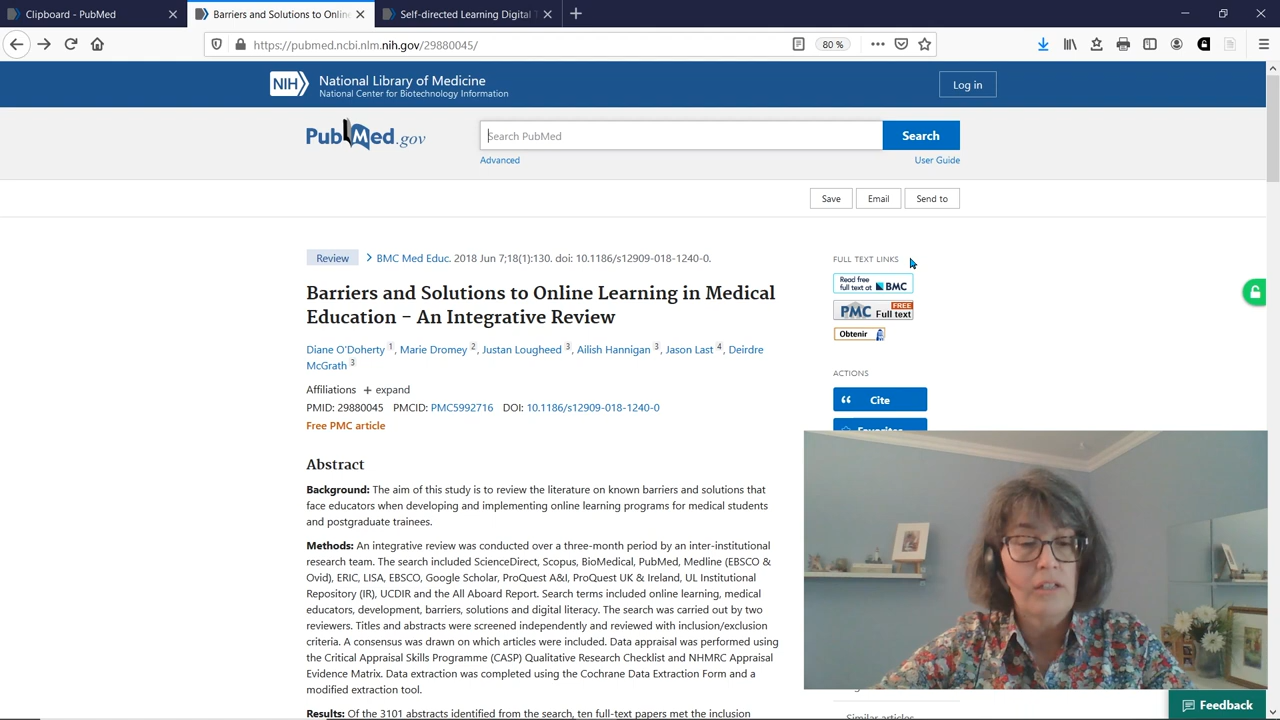 Clipboard - PubMed
Barriers and Solutions to Onlin
Self-directed Learning Digital T
https://pubmed.ncbi.nlm.nih.gov/29880045/
80 %
NIH
National Library of Medicine
National Center for Biotechnology Information
Log in
PubMed.gov
Search PubMed
Search
Advanced
User Guide
Save
Email
Send to
Review
BMC Med Educ. 2018 Jun 7;18(1):130. doi: 10.1186/s12909-018-1240-0.
Barriers and Solutions to Online Learning in Medical
Education - An Integrative Review
Diane O'Doherty 1, Marie Dromey 2, Justan Lougheed 3, Ailish Hannigan 3, Jason Last 4, Deirdre
McGrath 3
Affiliations + expand
PMID: 29880045 PMCID: PMC5992716 DOI: 10.1186/s12909-018-1240-0
Free PMC article
Abstract
Background: The aim of this study is to review the literature on known barriers and solutions that
face educators when developing and implementing online learning programs for medical students
and postgraduate trainees.
Methods: An integrative review was conducted over a three-month period by an inter-institutional
research team. The search included ScienceDirect, Scopus, BioMedical, PubMed, Medline (EBSCO &
Ovid), ERIC, LISA, EBSCO, Google Scholar, ProQuest A&I, ProQuest UK & Ireland, UL Institutional
Repository (IR), UCDIR and the All Aboard Report. Search terms included online learning, medical
educators, development, barriers, solutions and digital literacy. The search was carried out by two
reviewers. Titles and abstracts were screened independently and reviewed with inclusion/exclusion
criteria. A consensus was drawn on which articles were included. Data appraisal was performed using
the Critical Appraisal Skills Programme (CASP) Qualitative Research Checklist and NHMRC Appraisal
Evidence Matrix. Data extraction was completed using the Cochrane Data Extraction Form and a
modified extraction tool.
Results: Of the 3101 abstracts identified from the search, ten full-text papers met the inclusion
FULL TEXT LINKS
Read free
full text at BMC
PMC FREE
Full text
Obtenir
ACTIONS
Cite
Favorites
Similar articles
Feedback